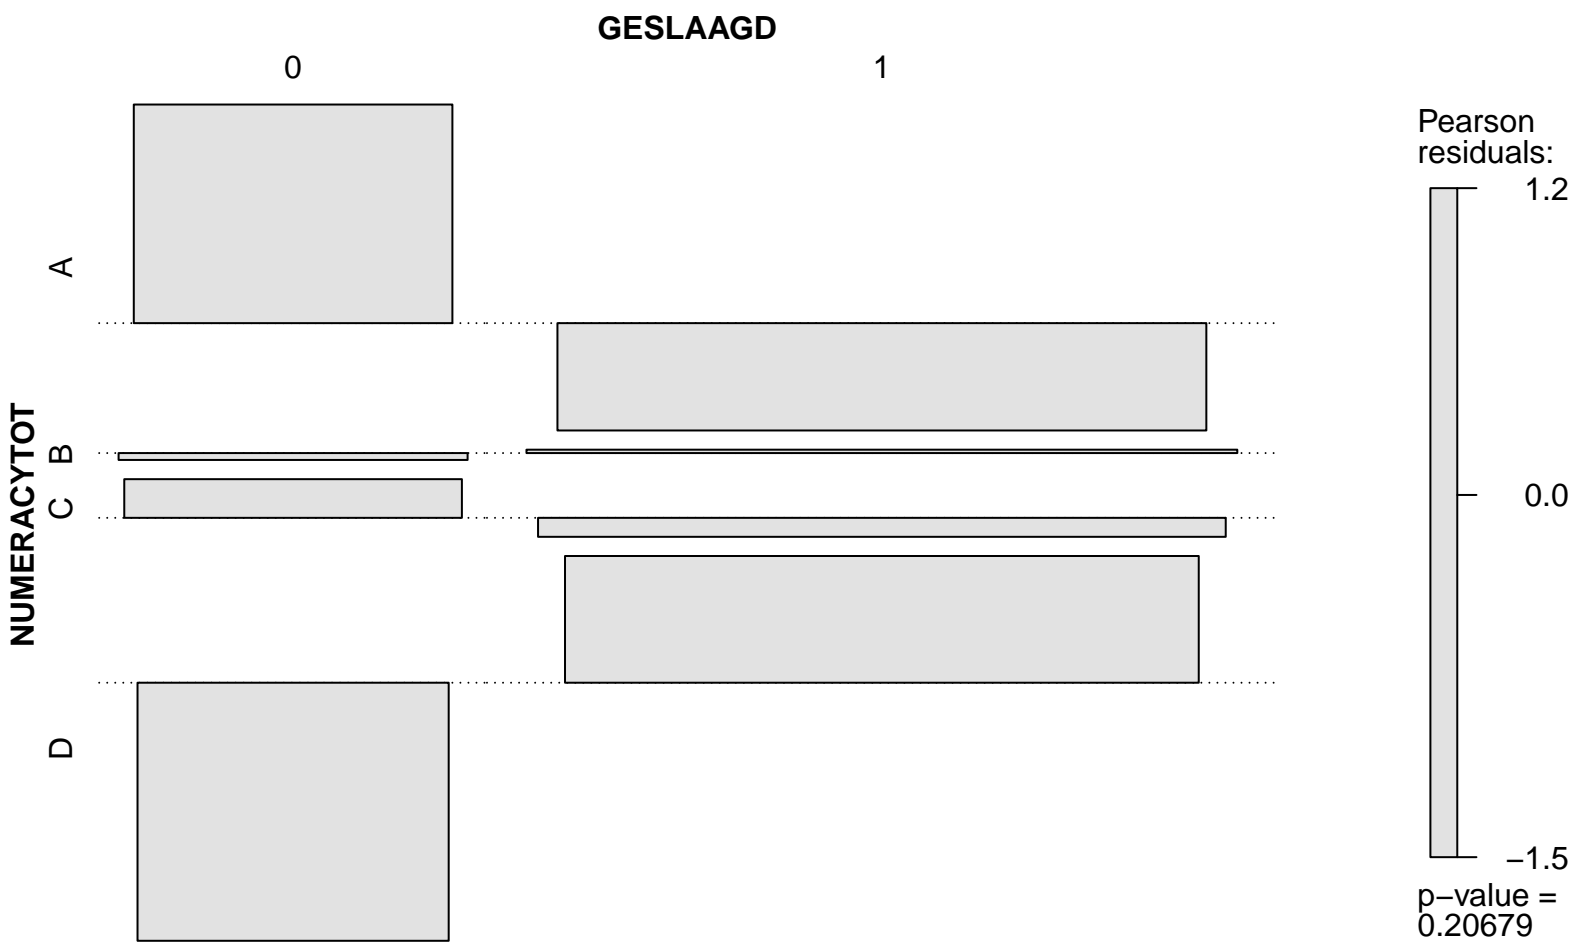 GESLAAGD
0
1
NUMERACYTOT
A
B
C
D
Pearson
residuals:
1.2
0.0
−1.5
p−value =
0.20679